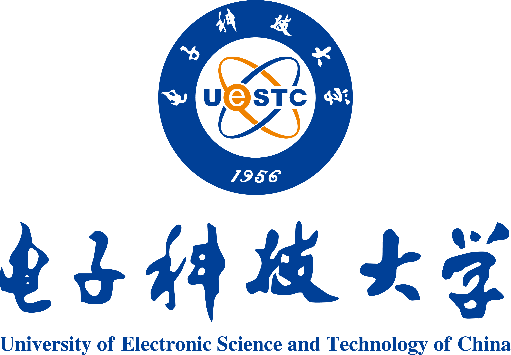 电子科技大学
UeSTC
1956
电子科技大学
University of Electronic Science and Technology of China